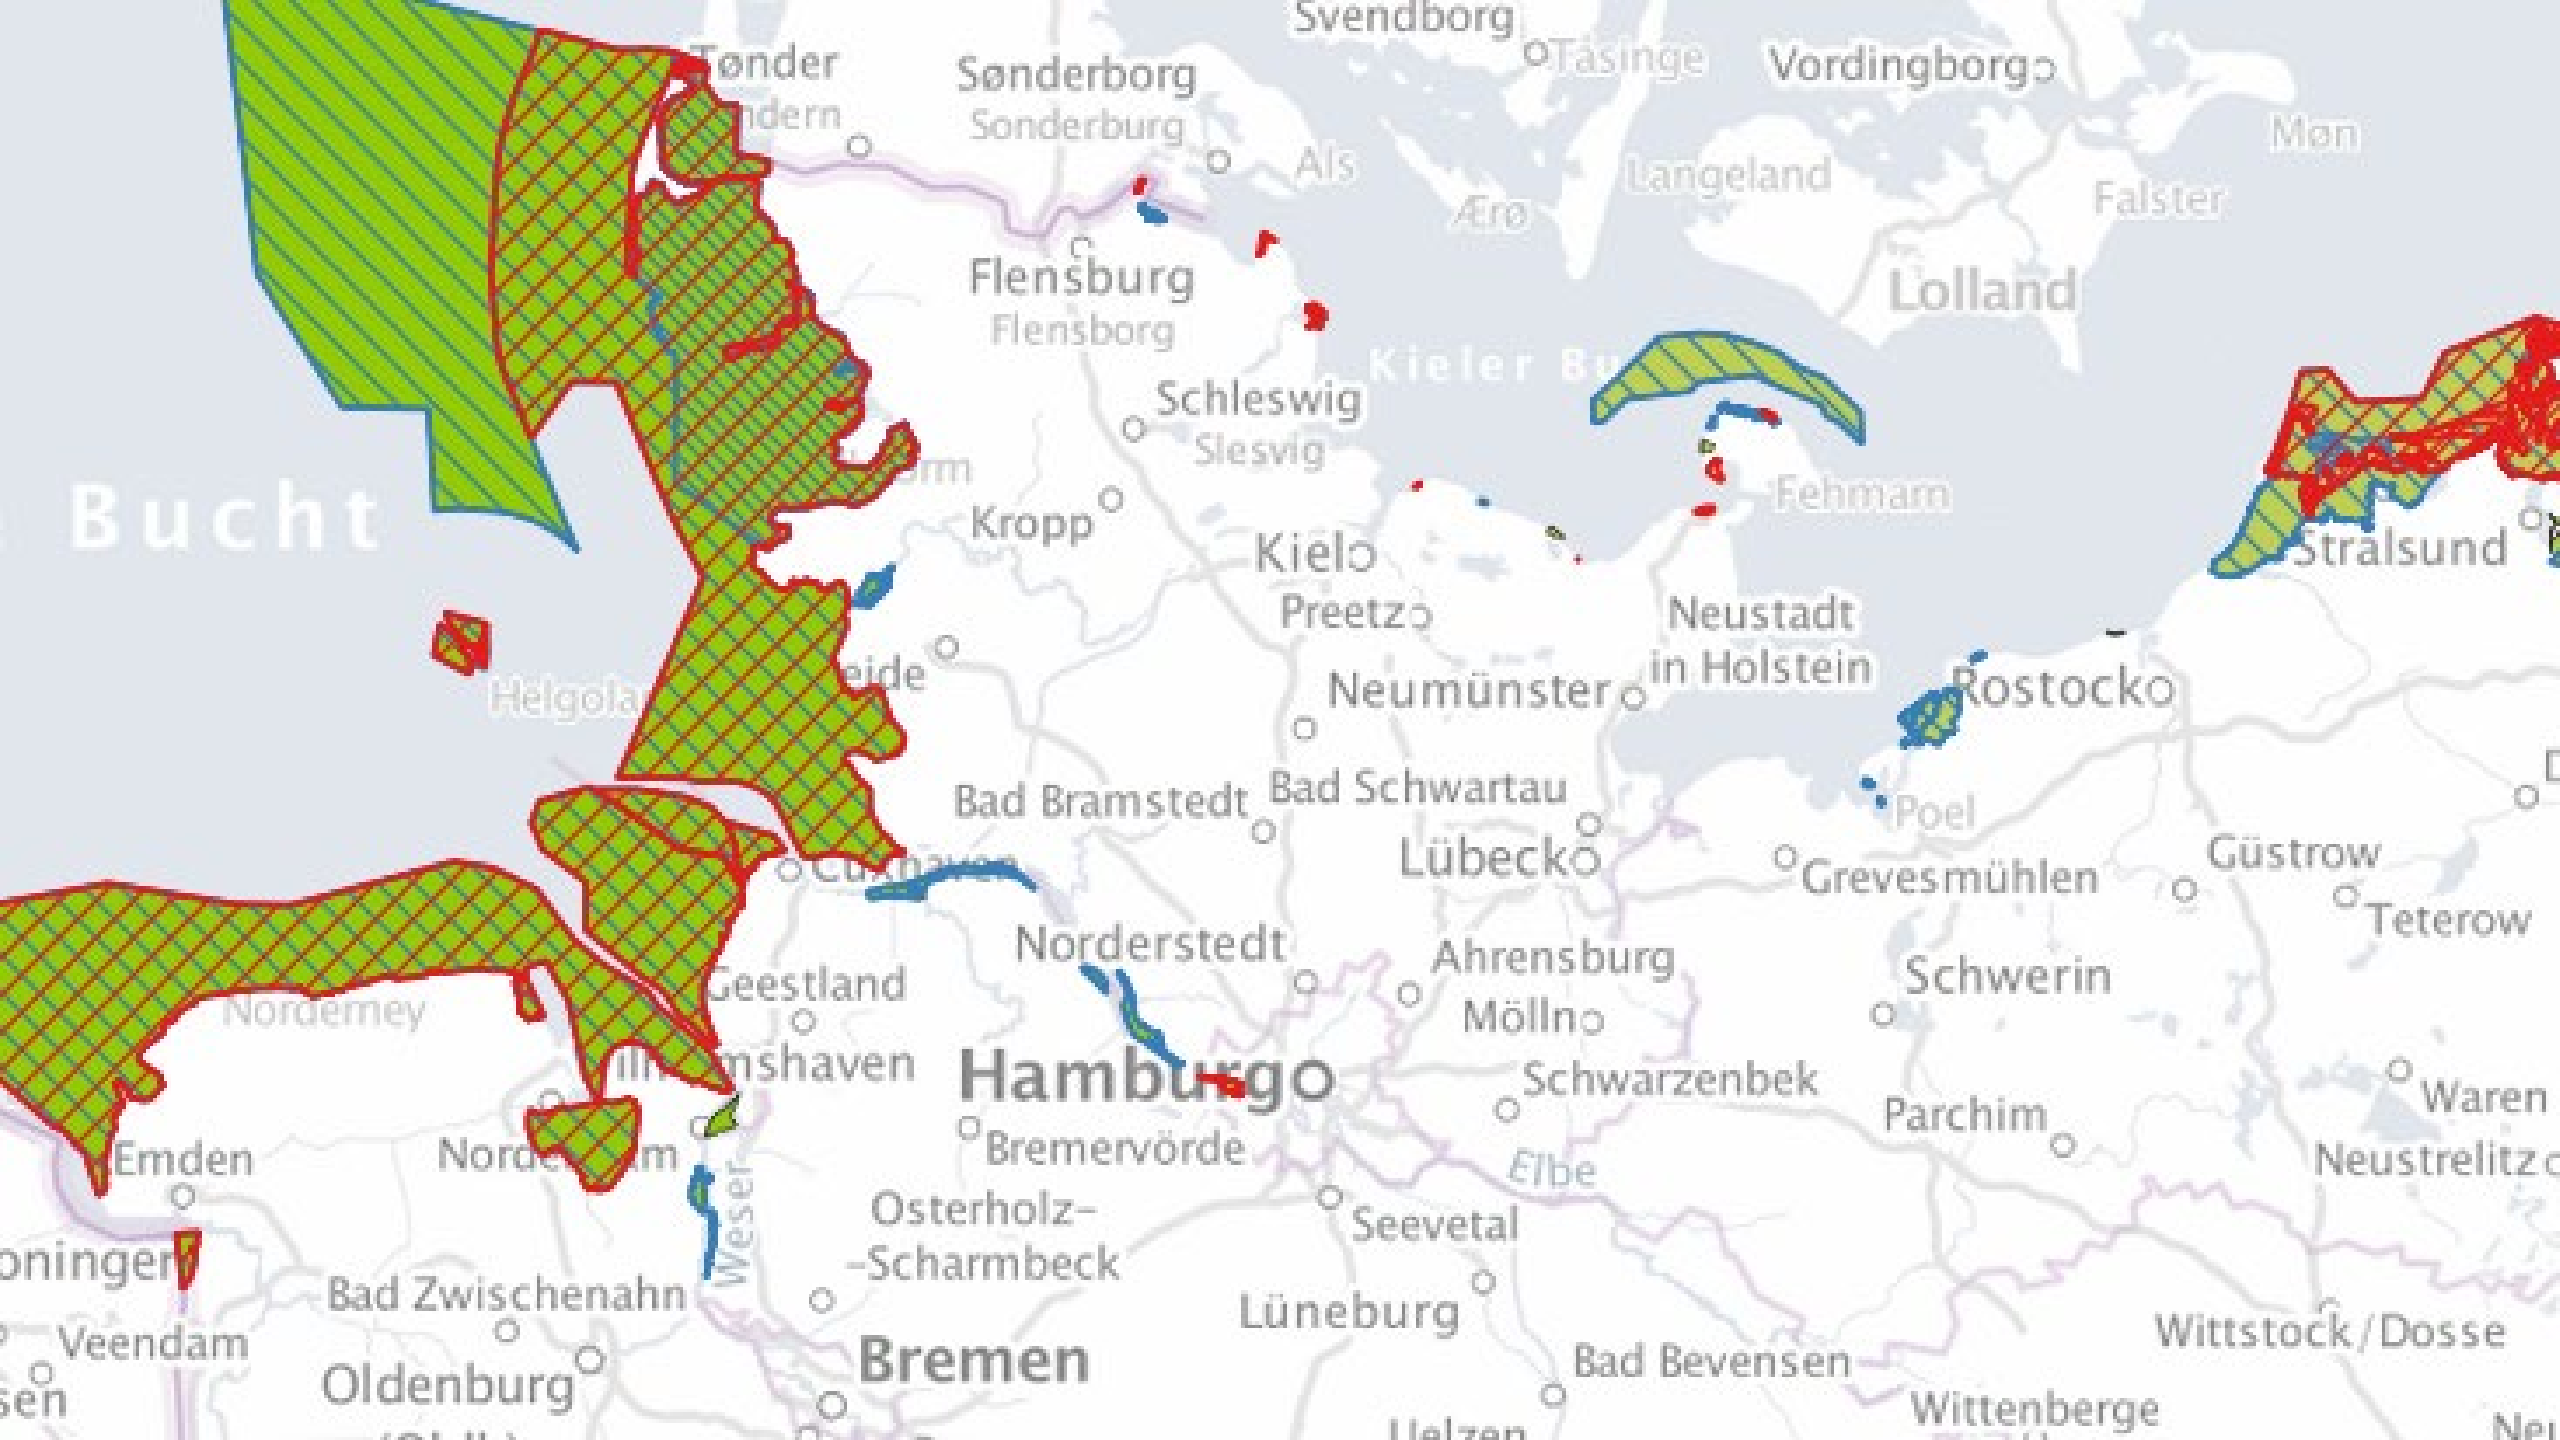 Svendborg
Tåsinge
Vordingborg
Tønder
Sønderborg
Sonderburg
Als
Møn
Langeland
Ærø
Falster
Flensburg
Flensborg
Lolland
Schleswig
Slesvig
Bucht
Kropp
Fehmarn
Kiel
Stralsund
Preetz
Neustadt
in Holstein
Neumünster
Rostock
Bad Bramstedt
Bad Schwartau
Poel
Lübeck
Grevesmühlen
Güstrow
Teterow
Norderstedt
Ahrensburg
Schwerin
Geestland
Norderney
Mölln
Hamburg
Schwarzenbek
Waren
Parchim
Emden
Bremervörde
Elbe
Neustrelitz
Weser
Osterholz-
-Scharmbeck
Seevetal
Bad Zwischenahn
Lüneburg
Veendam
Wittstock/Dosse
Oldenburg
Bremen
Bad Bevensen
Wittenberge